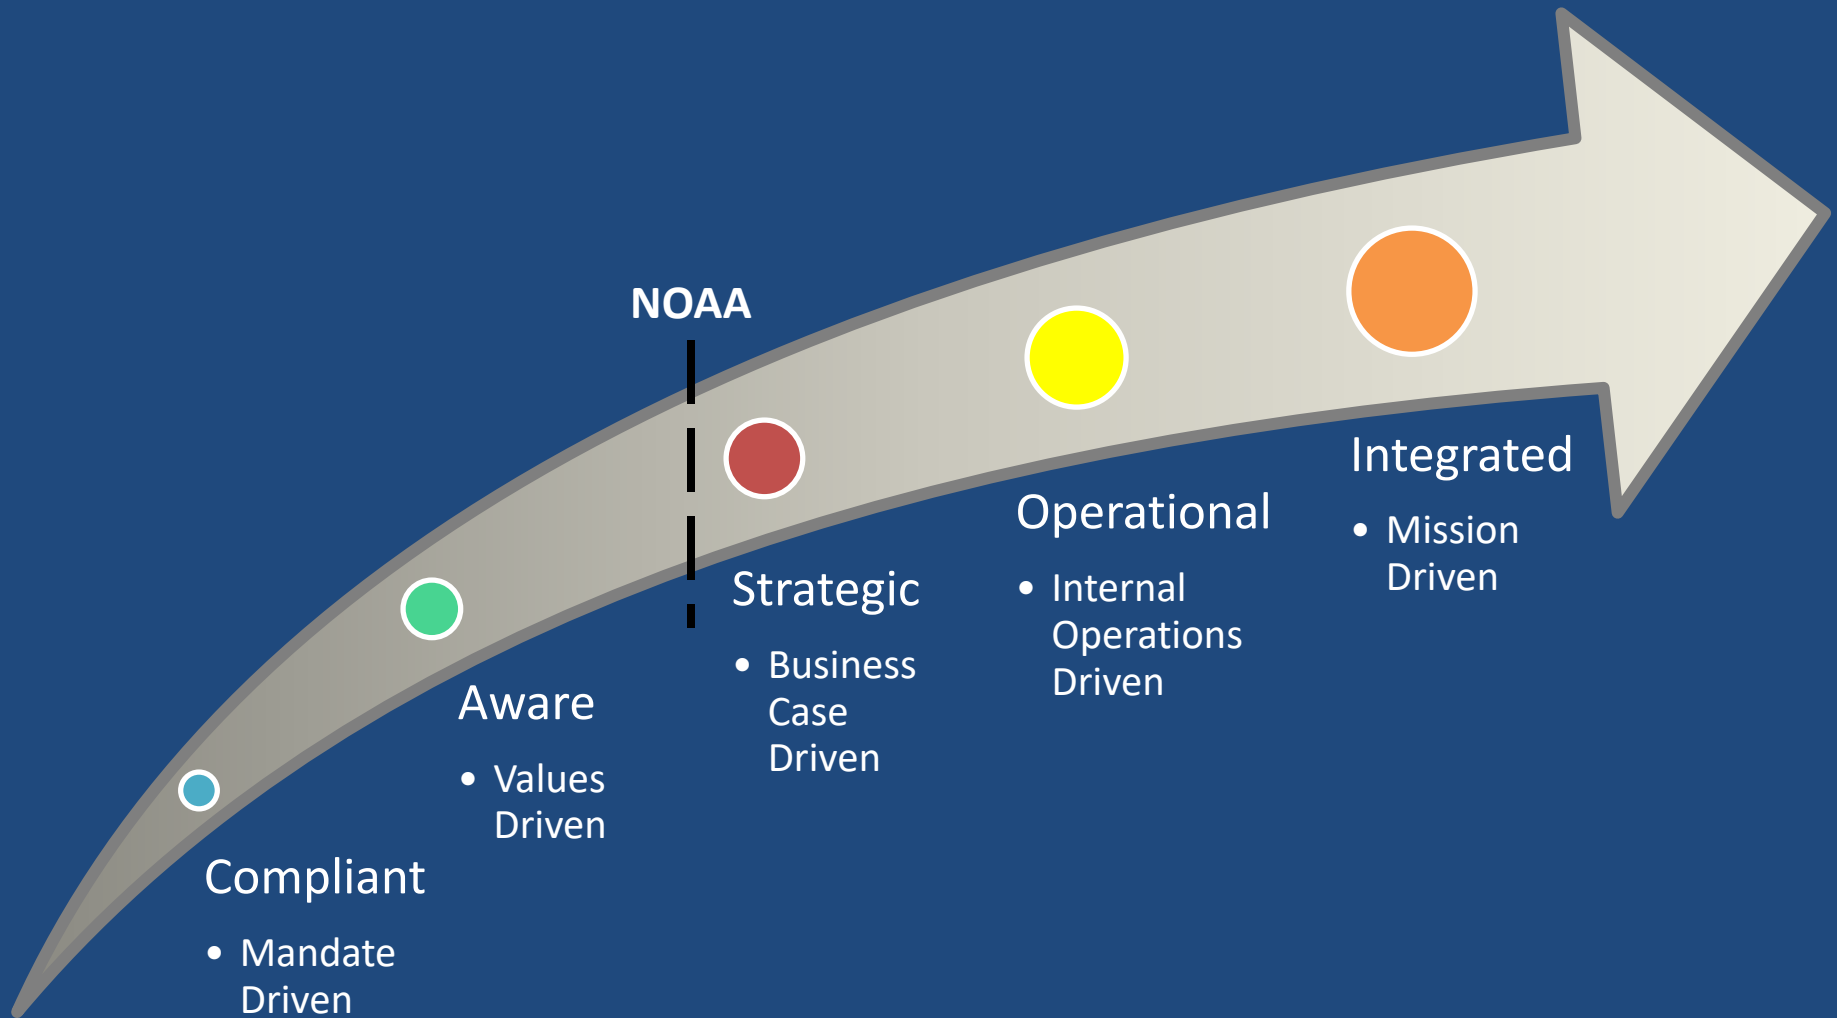 NOAA
Compliant
• Mandate
Driven
Aware
• Values
Driven
Strategic
• Business
Case
Driven
Operational
• Internal
Operations
Driven
Integrated
• Mission
Driven